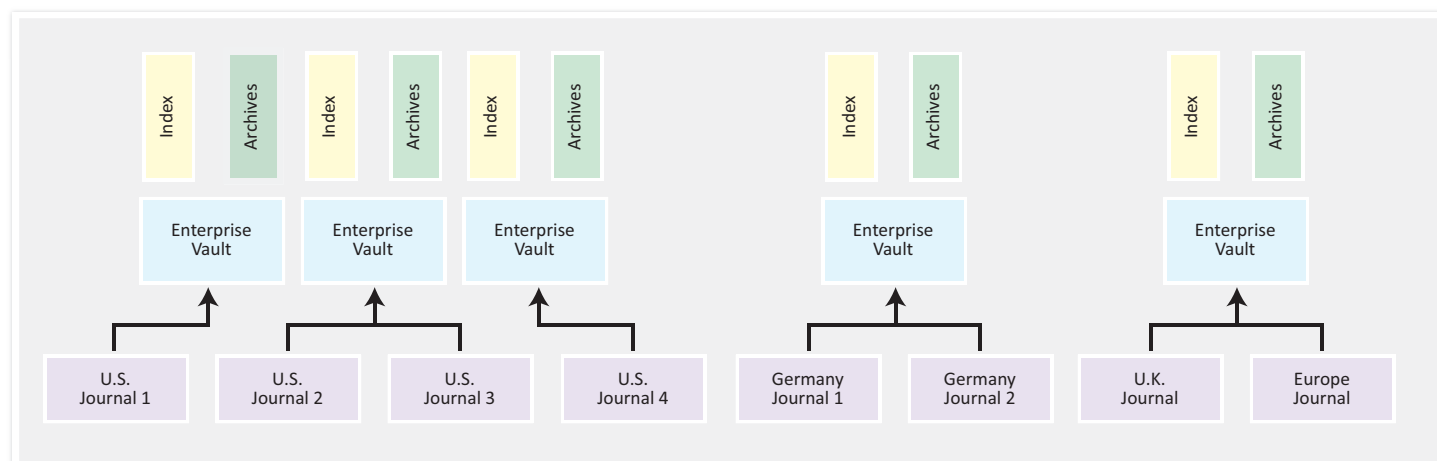 Index
Archives
Index
Archives
Index
Archives
Index
Archives
Index
Archives
Enterprise
Vault
Enterprise
Vault
Enterprise
Vault
Enterprise
Vault
Enterprise
Vault
U.S.
Journal 1
U.S.
Journal 2
U.S.
Journal 3
U.S.
Journal 4
Germany
Journal 1
Germany
Journal 2
U.K.
Journal
Europe
Journal